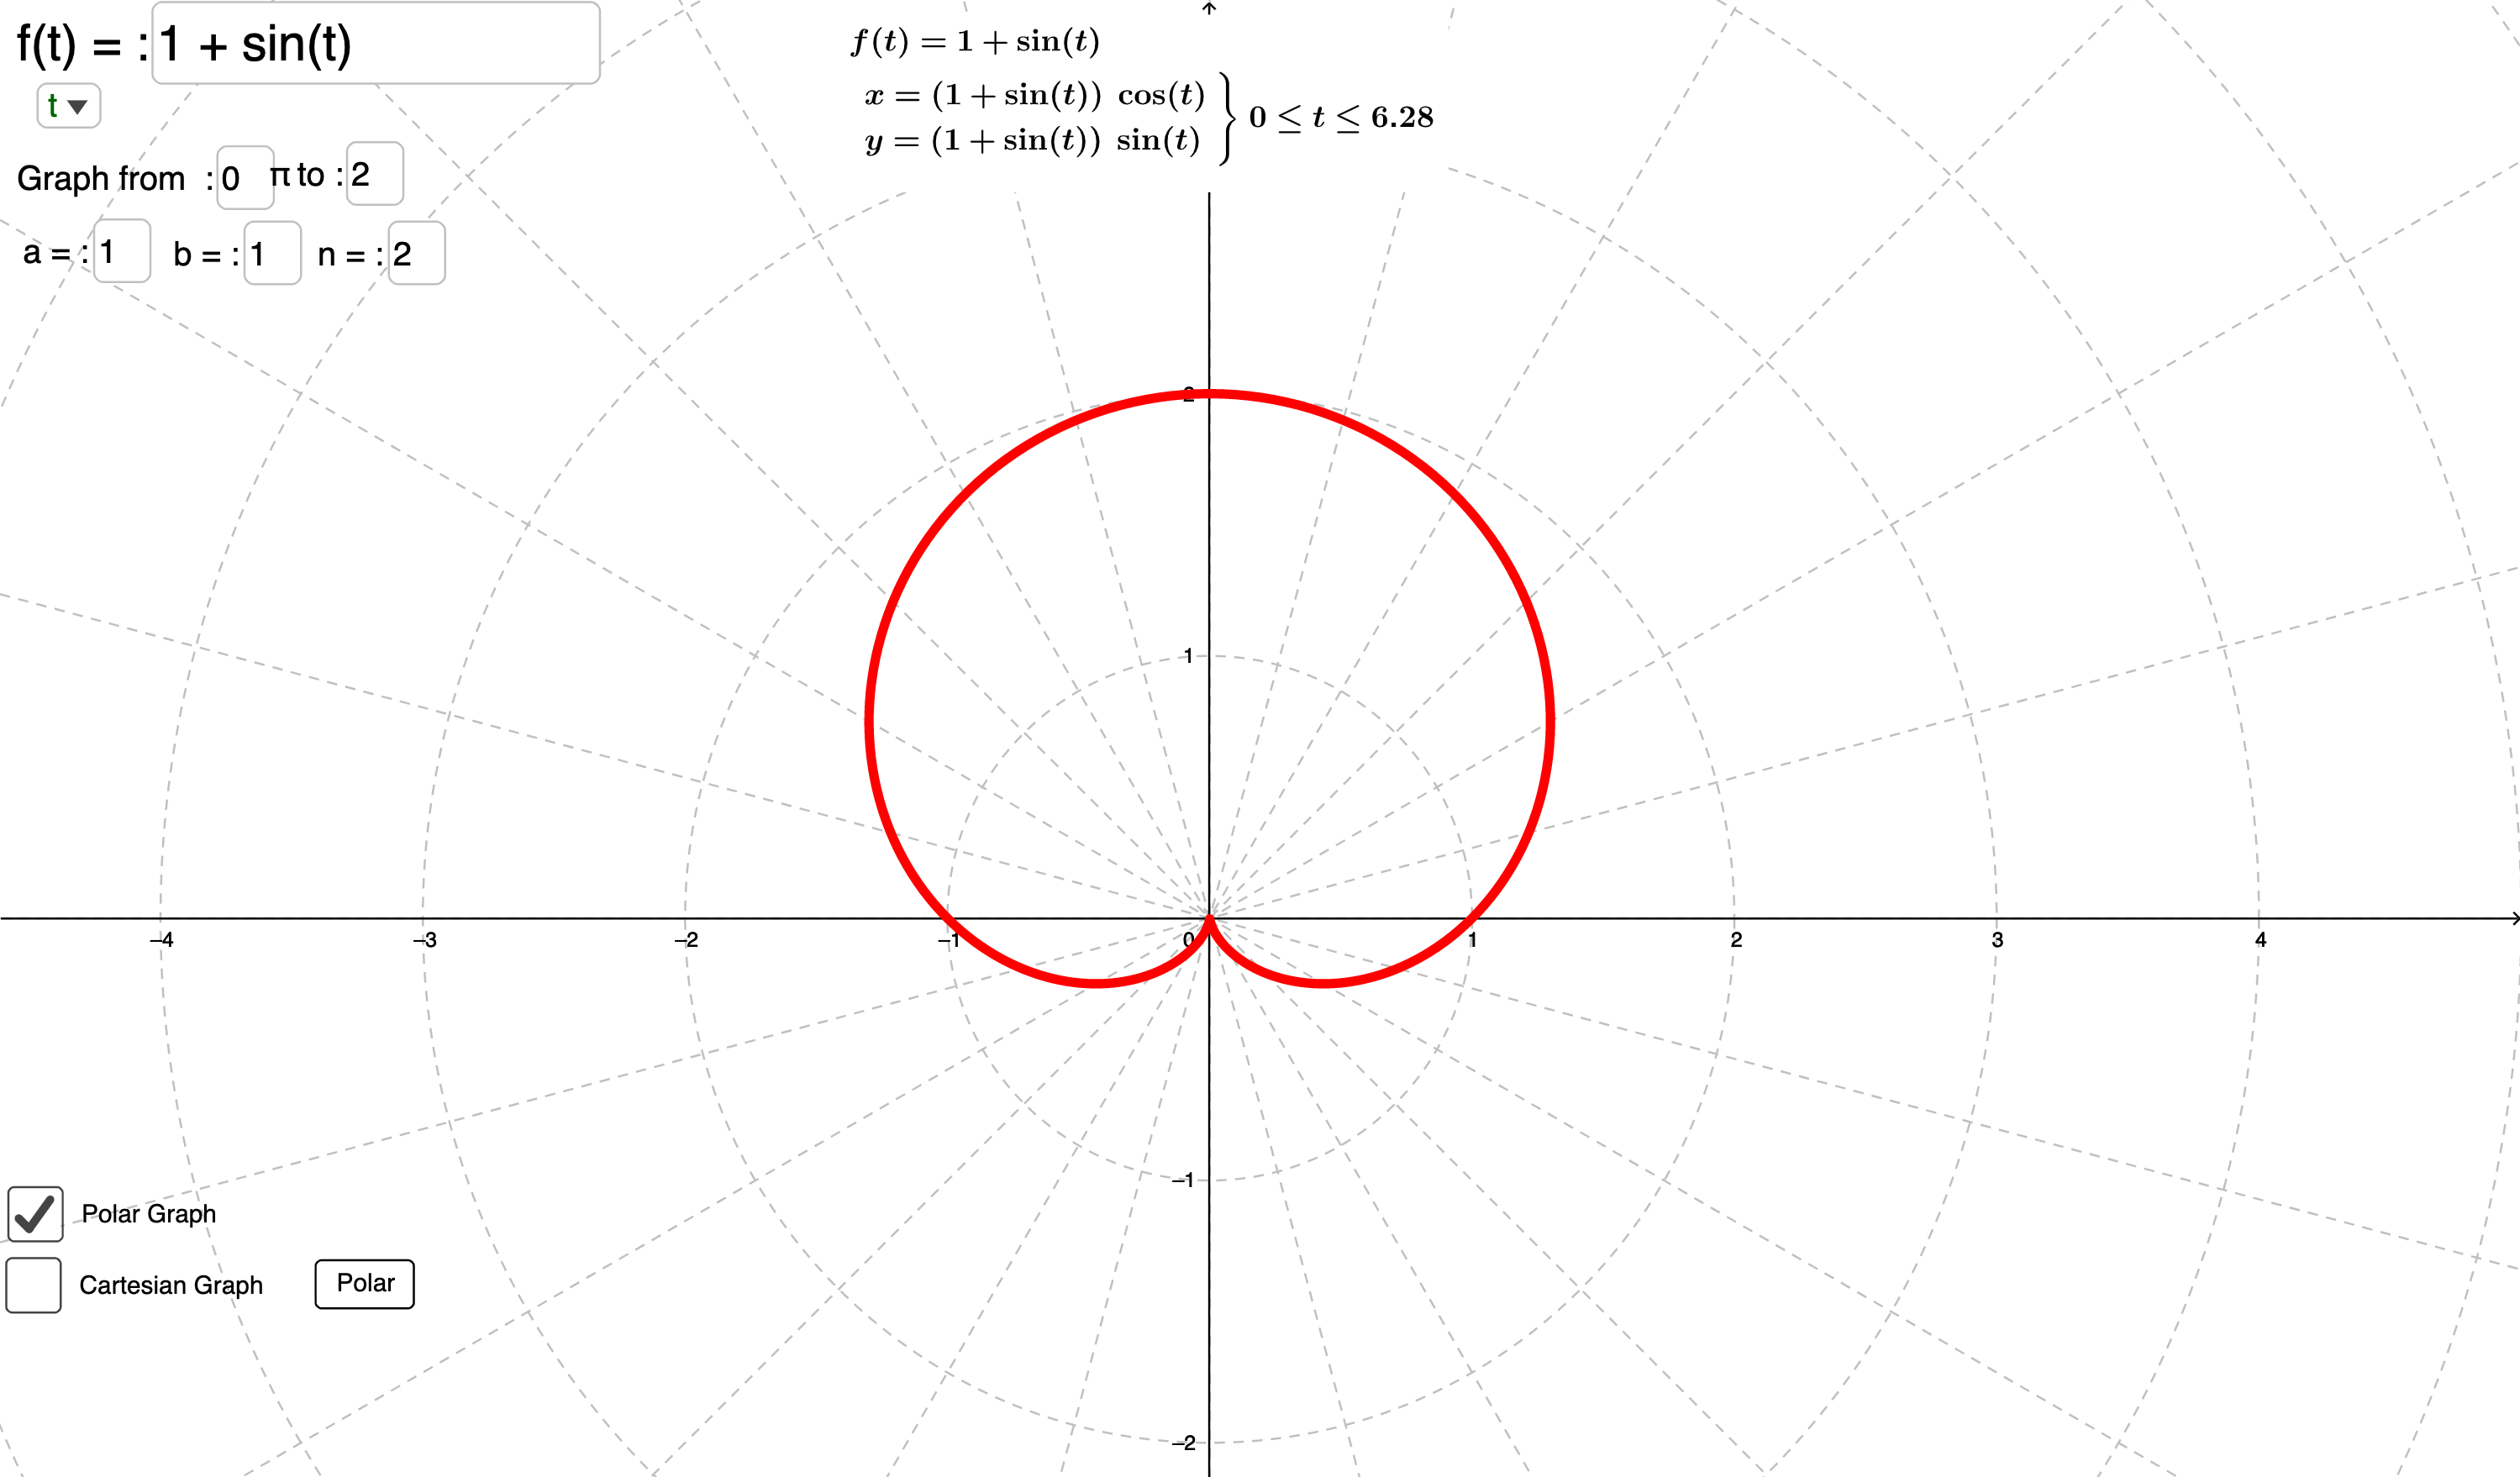 f(t) = : 1 + sin(t)
t
Graph from : 0 π to : 2
a = : 1 b = : 1 n = : 2
f(t) = 1 + sin(t)
x = (1 + sin(t)) cos(t)
y = (1 + sin(t)) sin(t)
} 0 ≤ t ≤ 6.28
2
1
–4 –3 –2 –1 0 1 2 3 4
–1
–2
Polar Graph
Cartesian Graph Polar